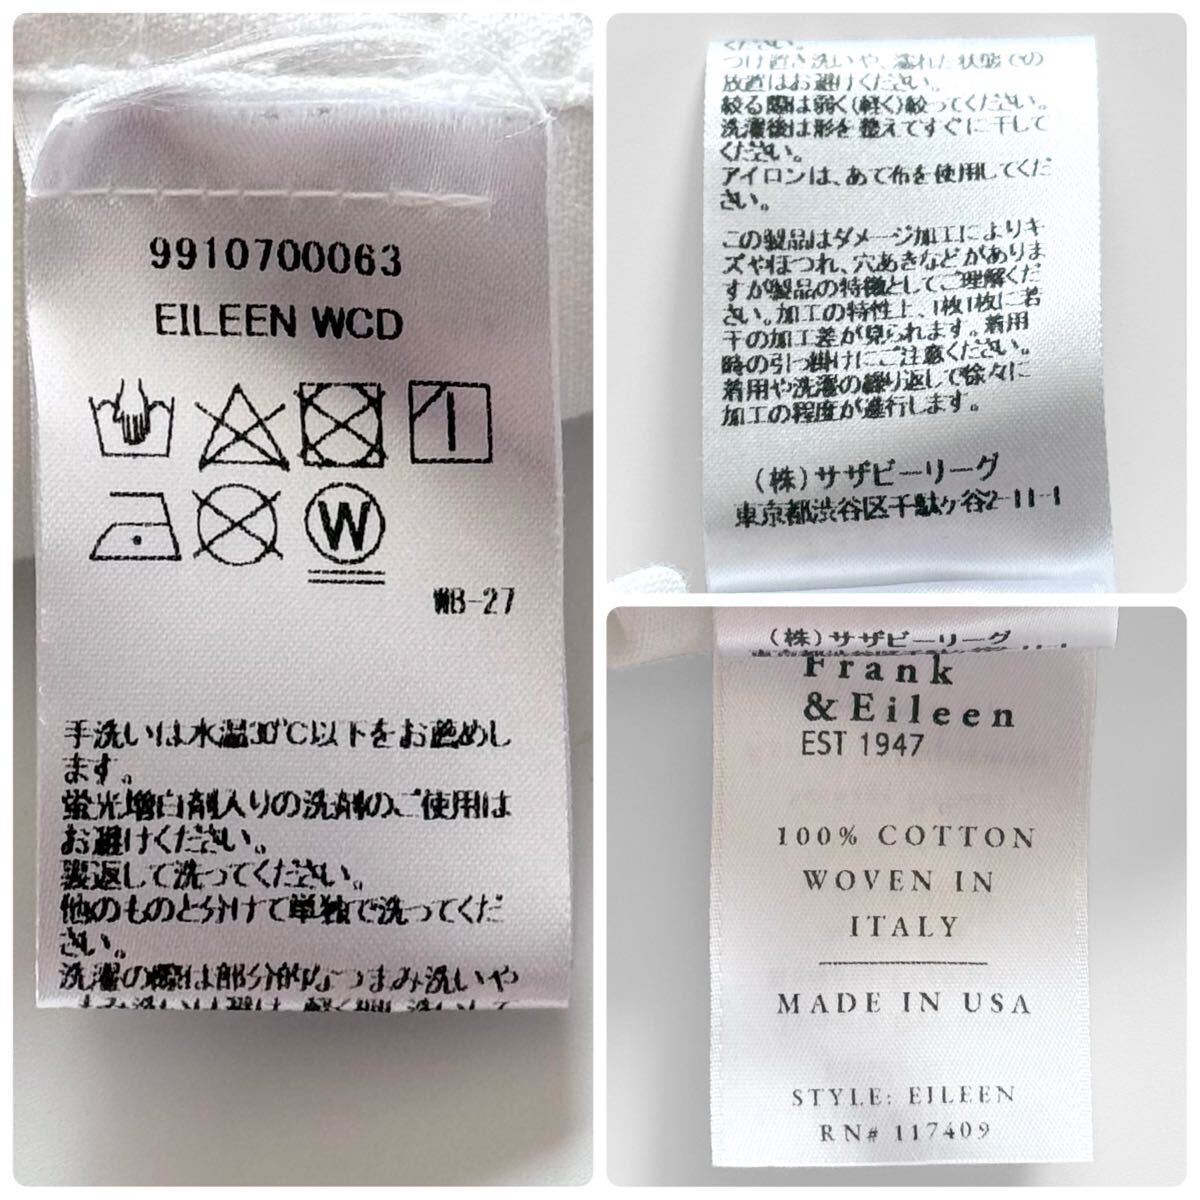 9910700063
EILEEN WCD
W
WB-27
手洗いは水温30℃以下をお薦めし
ます。
蛍光増白剤入りの洗剤のご使用は
お避けください。
裏返して洗ってください。
他のものと分けて単独で洗ってくだ
さい。
洗濯の際は部分的なつまみ洗いや
ください。
つけ置き洗いや、濡れた状態での
放置はお避けください。
絞る際は弱く(軽く)絞ってください。
洗濯後は形を整えてすぐに干して
ください。
アイロンは、あて布を使用してくだ
さい。
この製品はダメージ加工によりキ
ズやほつれ、穴あきなどがありま
すが製品の特徴としてご理解くだ
さい。加工の特性上、1枚1枚に若
干の加工差が見られます。着用
時の引っ掛けにご注意ください。
着用や洗濯の繰り返しで徐々に
加工の程度が進行します。
(株)サザビーリーグ
東京都渋谷区千駄ヶ谷2-11-1
(株)サザビーリーグ
Frank
&Eileen
EST 1947
100% COTTON
WOVEN IN
ITALY
MADE IN USA
STYLE: EILEEN
RN# 117409